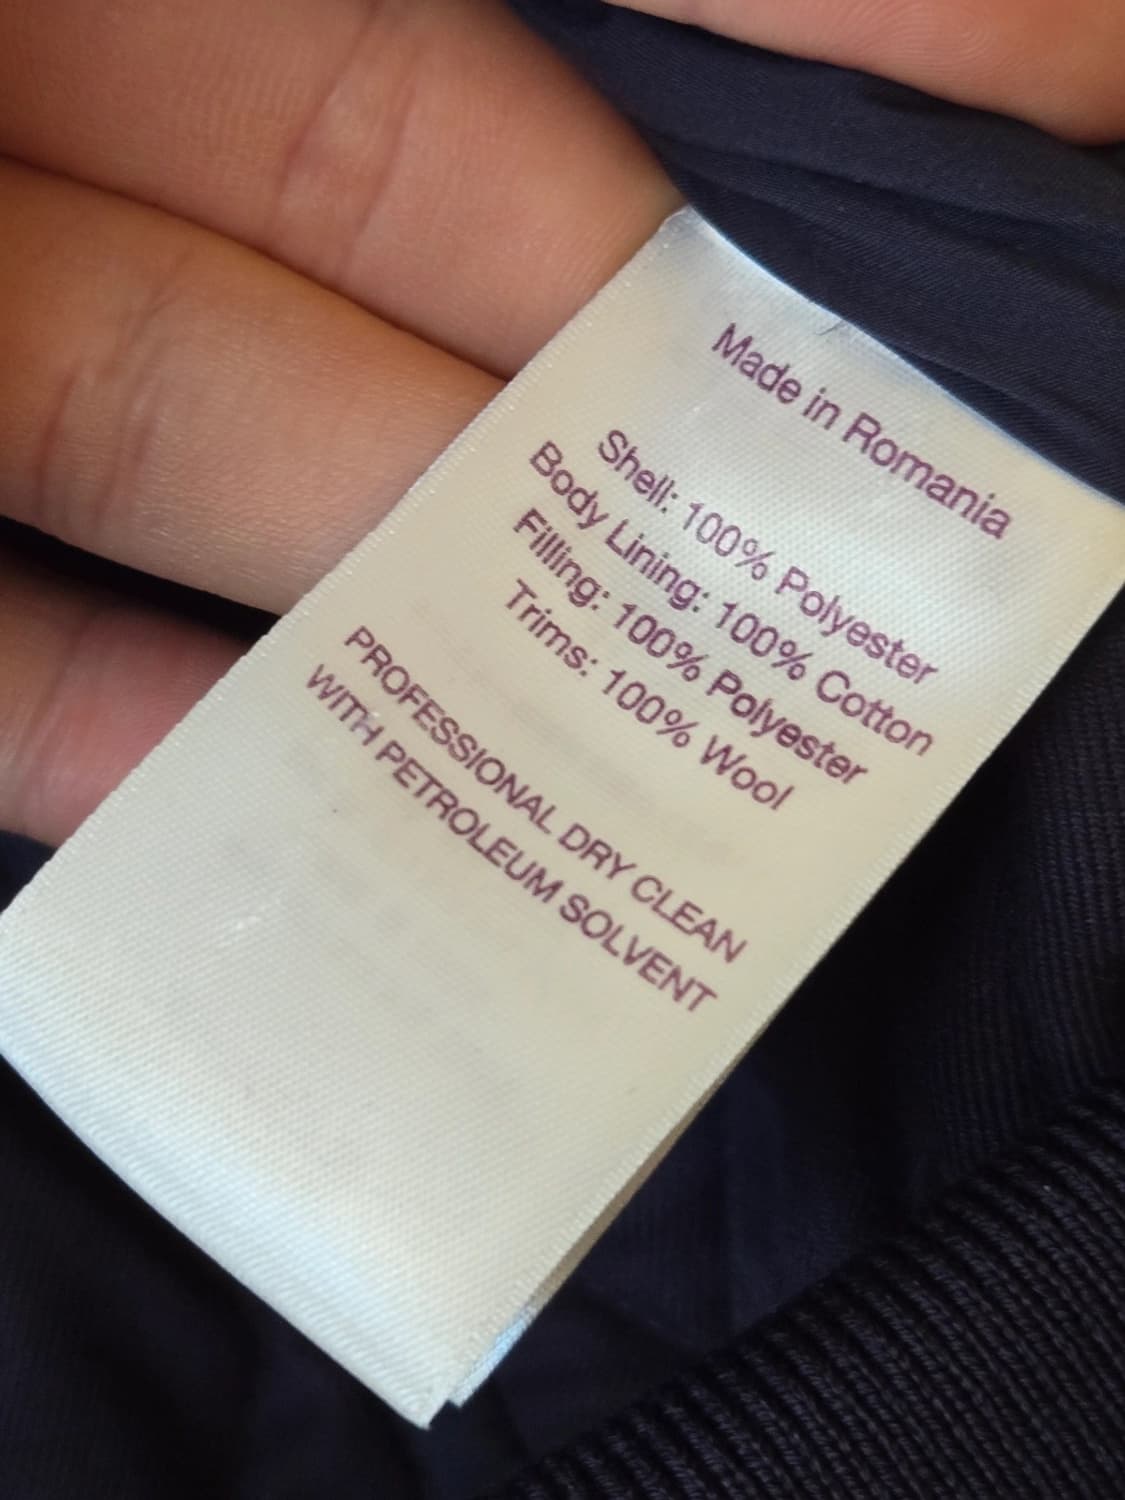 Made in Romania
Shell: 100% Polyester
Body Lining: 100% Cotton
Filling: 100% Polyester
Trims: 100% Wool
PROFESSIONAL DRY CLEAN
WITH PETROLEUM SOLVENT